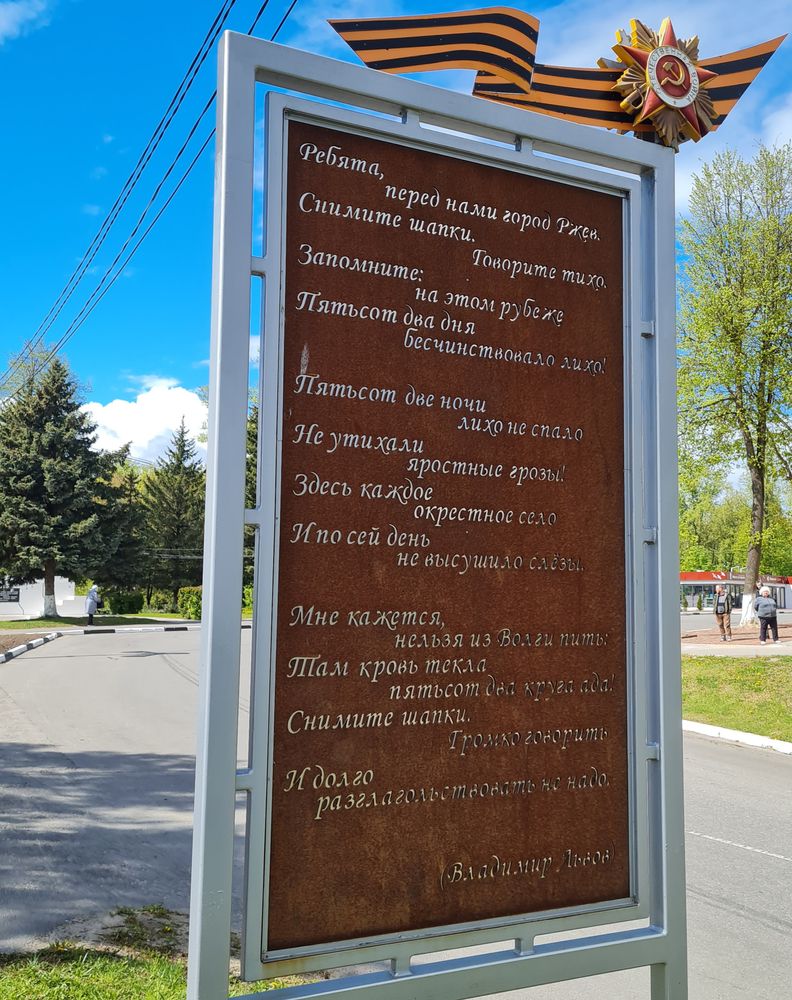 ОТЕЧЕСТВЕННАЯ ВОЙНА
Ребята,
перед нами город Ржев.
Снимите шапки.
Говорите тихо.
Запомните:
на этом рубеже
Пятьсот два дня
бесчинствовало лихо!
Пятьсот две ночи
лихо не спало
Не утихали
яростные грозы!
Здесь каждое
окрестное село
И по сей день
не высушило слёзы.
Мне кажется,
нельзя из Волги пить:
Там кровь текла
пятьсот два круга ада!
Снимите шапки.
Громко говорить
И долго
разглагольствовать не надо.
(Владимир Львов)